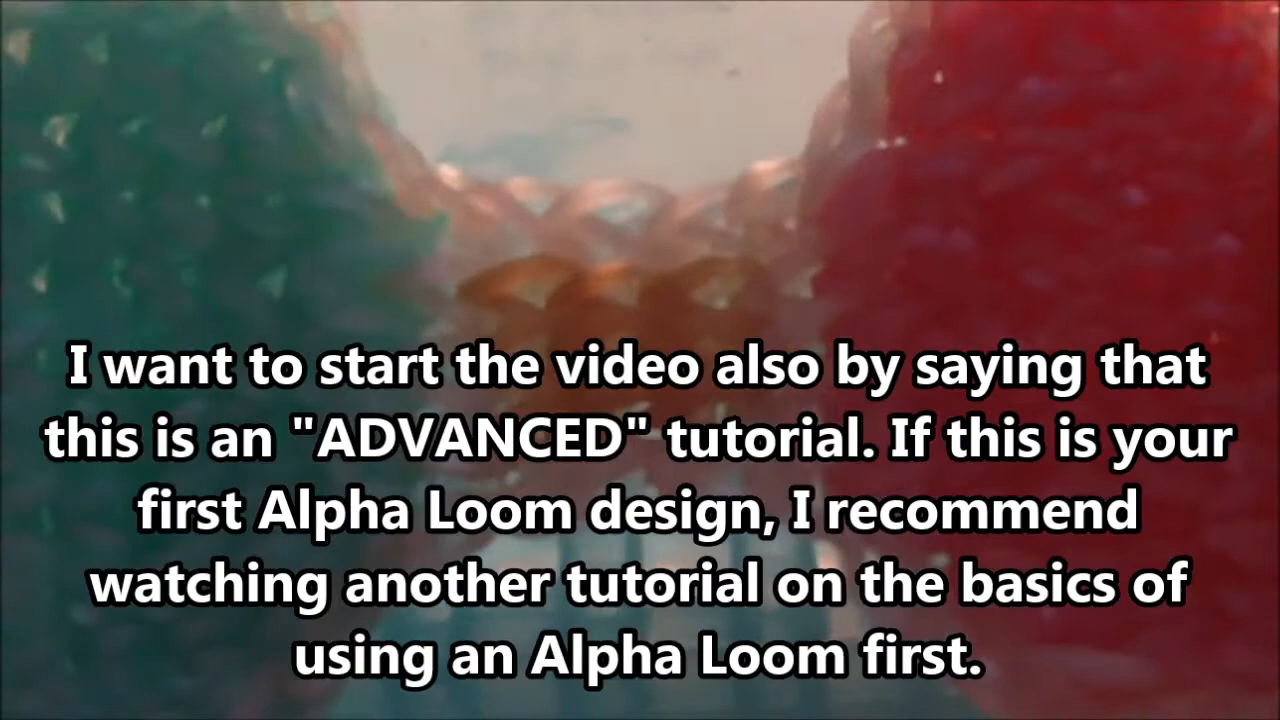 I want to start the video also by saying that
this is an "ADVANCED" tutorial. If this is your
first Alpha Loom design, I recommend
watching another tutorial on the basics of
using an Alpha Loom first.